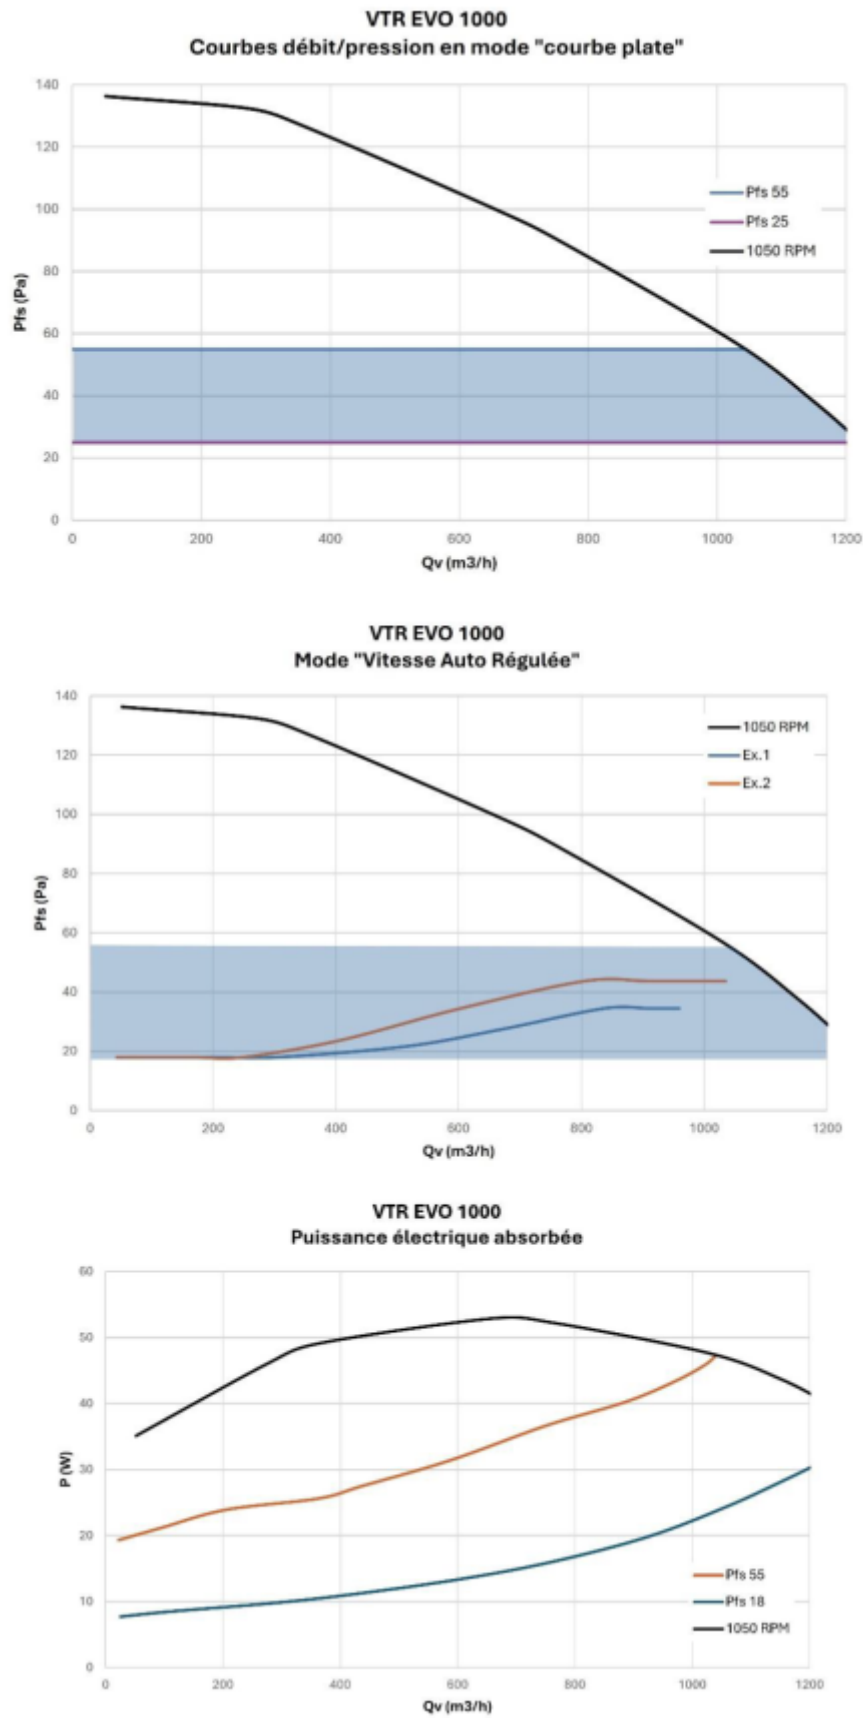 VTR EVO 1000
Courbes débit/pression en mode "courbe plate"
140
120
100
80
60
40
20
0
Pfs (Pa)
Pfs 55
Pfs 25
1050 RPM
0 200 400 600 800 1000 1200
Qv (m3/h)
VTR EVO 1000
Mode "Vitesse Auto Régulée"
140
120
100
80
60
40
20
0
Pfs (Pa)
1050 RPM
Ex.1
Ex.2
0 200 400 600 800 1000 1200
Qv (m3/h)
VTR EVO 1000
Puissance électrique absorbée
60
50
40
30
20
10
0
P (W)
Pfs 55
Pfs 18
1050 RPM
0 200 400 600 800 1000 1200
Qv (m3/h)